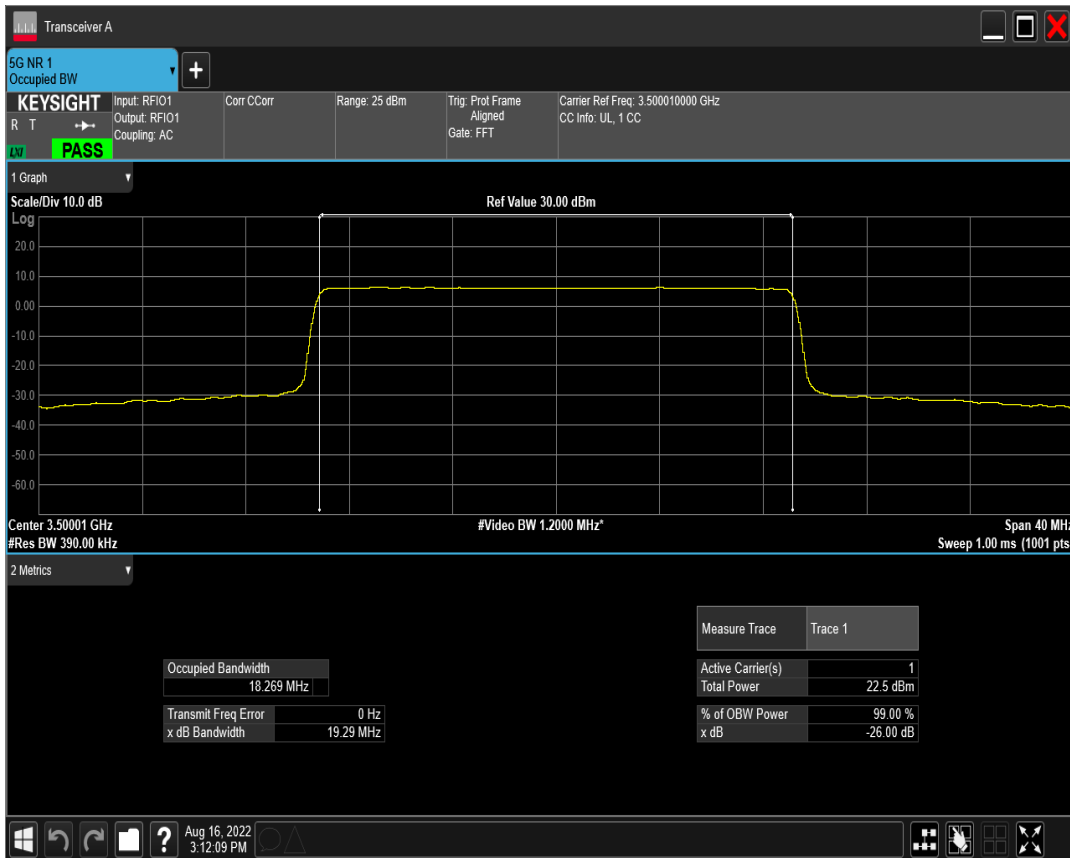 Transceiver A
5G NR 1
Occupied BW
+
KEYSIGHT
R T
LXI
PASS
Input: RFIO1
Output: RFIO1
Coupling: AC
Corr CCorr
Range: 25 dBm
Trig: Prot Frame
Aligned
Gate: FFT
Carrier Ref Freq: 3.500010000 GHz
CC Info: UL, 1 CC
1 Graph
Scale/Div 10.0 dB
Ref Value 30.00 dBm
Log
20.0
10.0
0.00
-10.0
-20.0
-30.0
-40.0
-50.0
-60.0
Center 3.50001 GHz
#Video BW 1.2000 MHz*
Span 40 MHz
#Res BW 390.00 kHz
Sweep 1.00 ms (1001 pts
2 Metrics
Measure Trace Trace 1
Occupied Bandwidth
18.269 MHz
Active Carrier(s) 1
Total Power 22.5 dBm
Transmit Freq Error 0 Hz
x dB Bandwidth 19.29 MHz
% of OBW Power 99.00 %
x dB -26.00 dB
?
Aug 16, 2022
3:12:09 PM